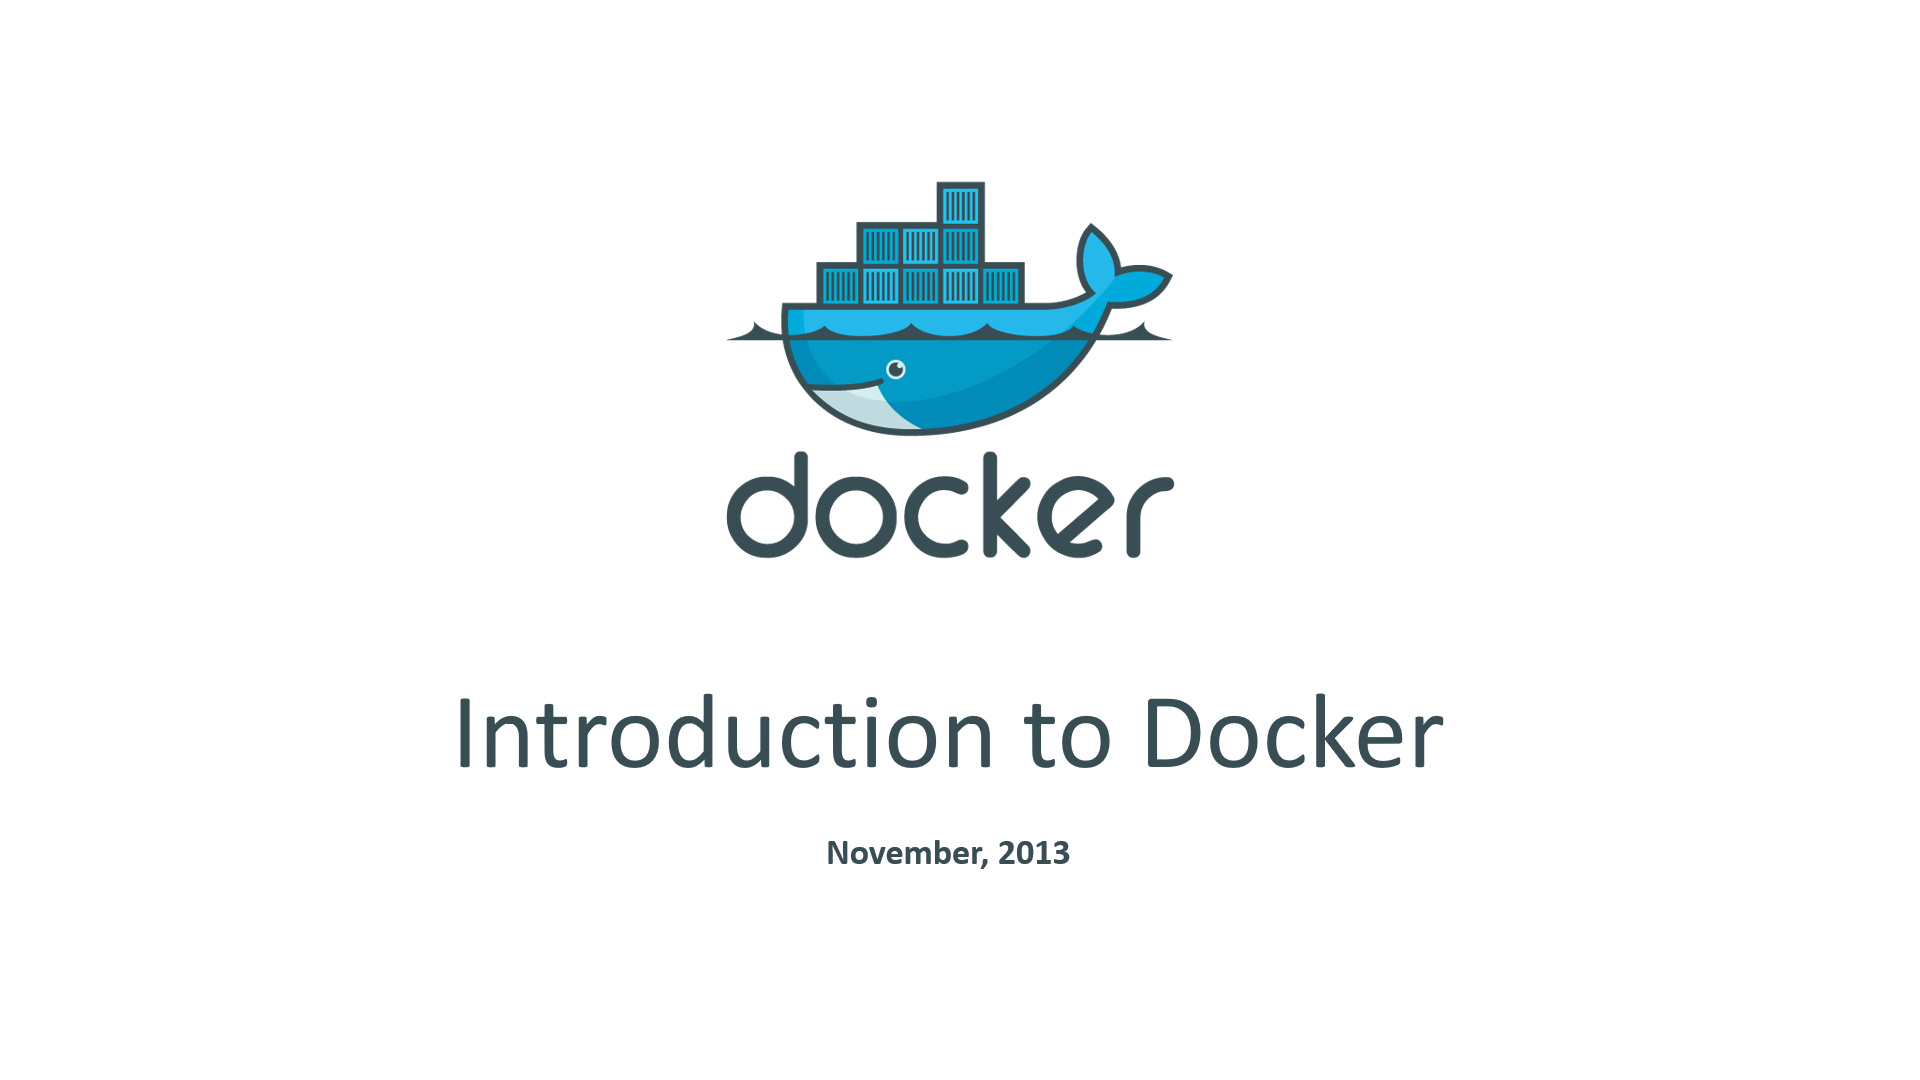 docker
Introduction to Docker
November, 2013